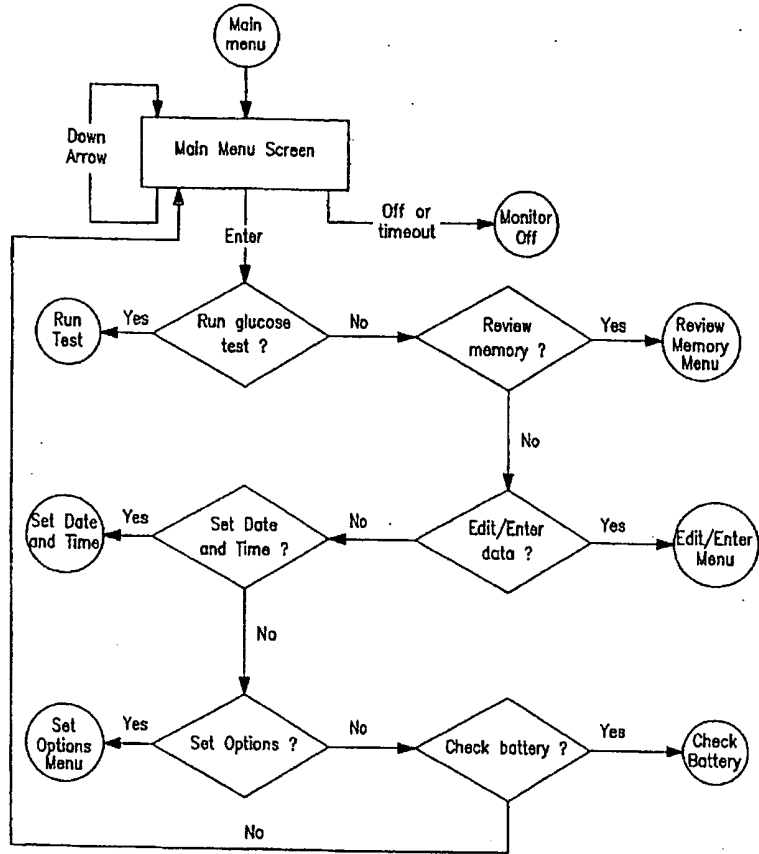 Main
menu
Down
Arrow
Main Menu Screen
Enter
Off or
timeout
Monitor
Off
Run
Test
Yes
Run glucose
test ?
No
Review
memory ?
Yes
Review
Memory
Menu
No
Set Date
and Time
Yes
Set Date
and Time ?
No
Edit/Enter
data ?
Yes
Edit/Enter
Menu
No
Set
Options
Menu
Yes
Set Options ?
No
Check battery ?
Yes
Check
Battery
No